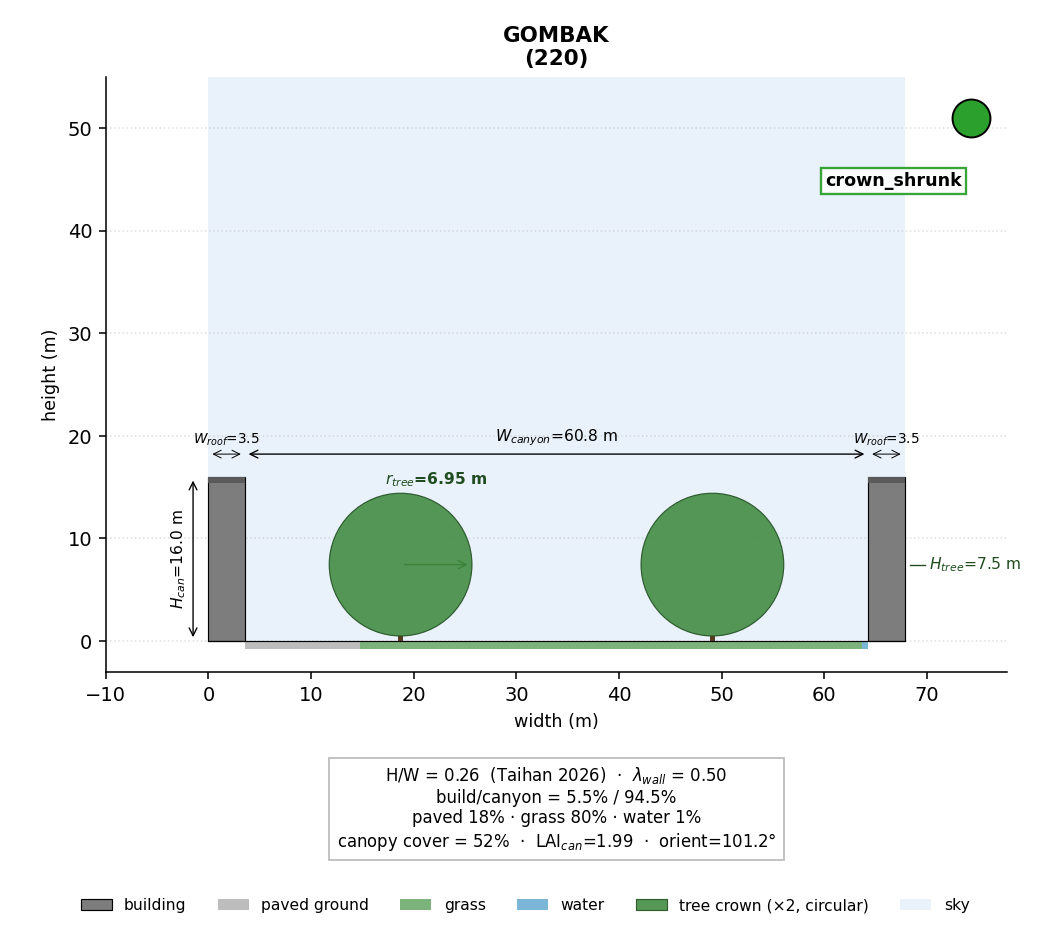 GOMBAK
(220)
crown_shrunk
height (m)
50
40
30
20
10
0
W_roof=3.5
W_canyon=60.8 m
W_roof=3.5
r_tree=6.95 m
H_can=16.0 m
H_tree=7.5 m
−10 0 10 20 30 40 50 60 70
width (m)
H/W = 0.26 (Taihan 2026) · λ_wall = 0.50
build/canyon = 5.5% / 94.5%
paved 18% · grass 80% · water 1%
canopy cover = 52% · LAI_can=1.99 · orient=101.2°
building paved ground grass water tree crown (×2, circular) sky